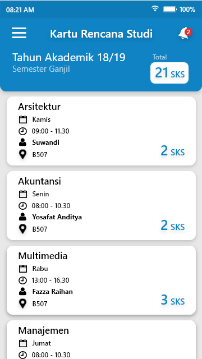 08:21 AM
100%
Kartu Rencana Studi
2
Tahun Akademik 18/19
Semester Ganjil
Total
21 SKS
Arsitektur
Kamis
09:00 - 11.30
Suwandi
B507
2 SKS
Akuntansi
Senin
08:00 - 10.30
Yosafat Anditya
B507
2 SKS
Multimedia
Rabu
13:00 - 16.30
Fazza Raihan
B507
3 SKS
Manajemen
Jumat
08:00 - 10.30